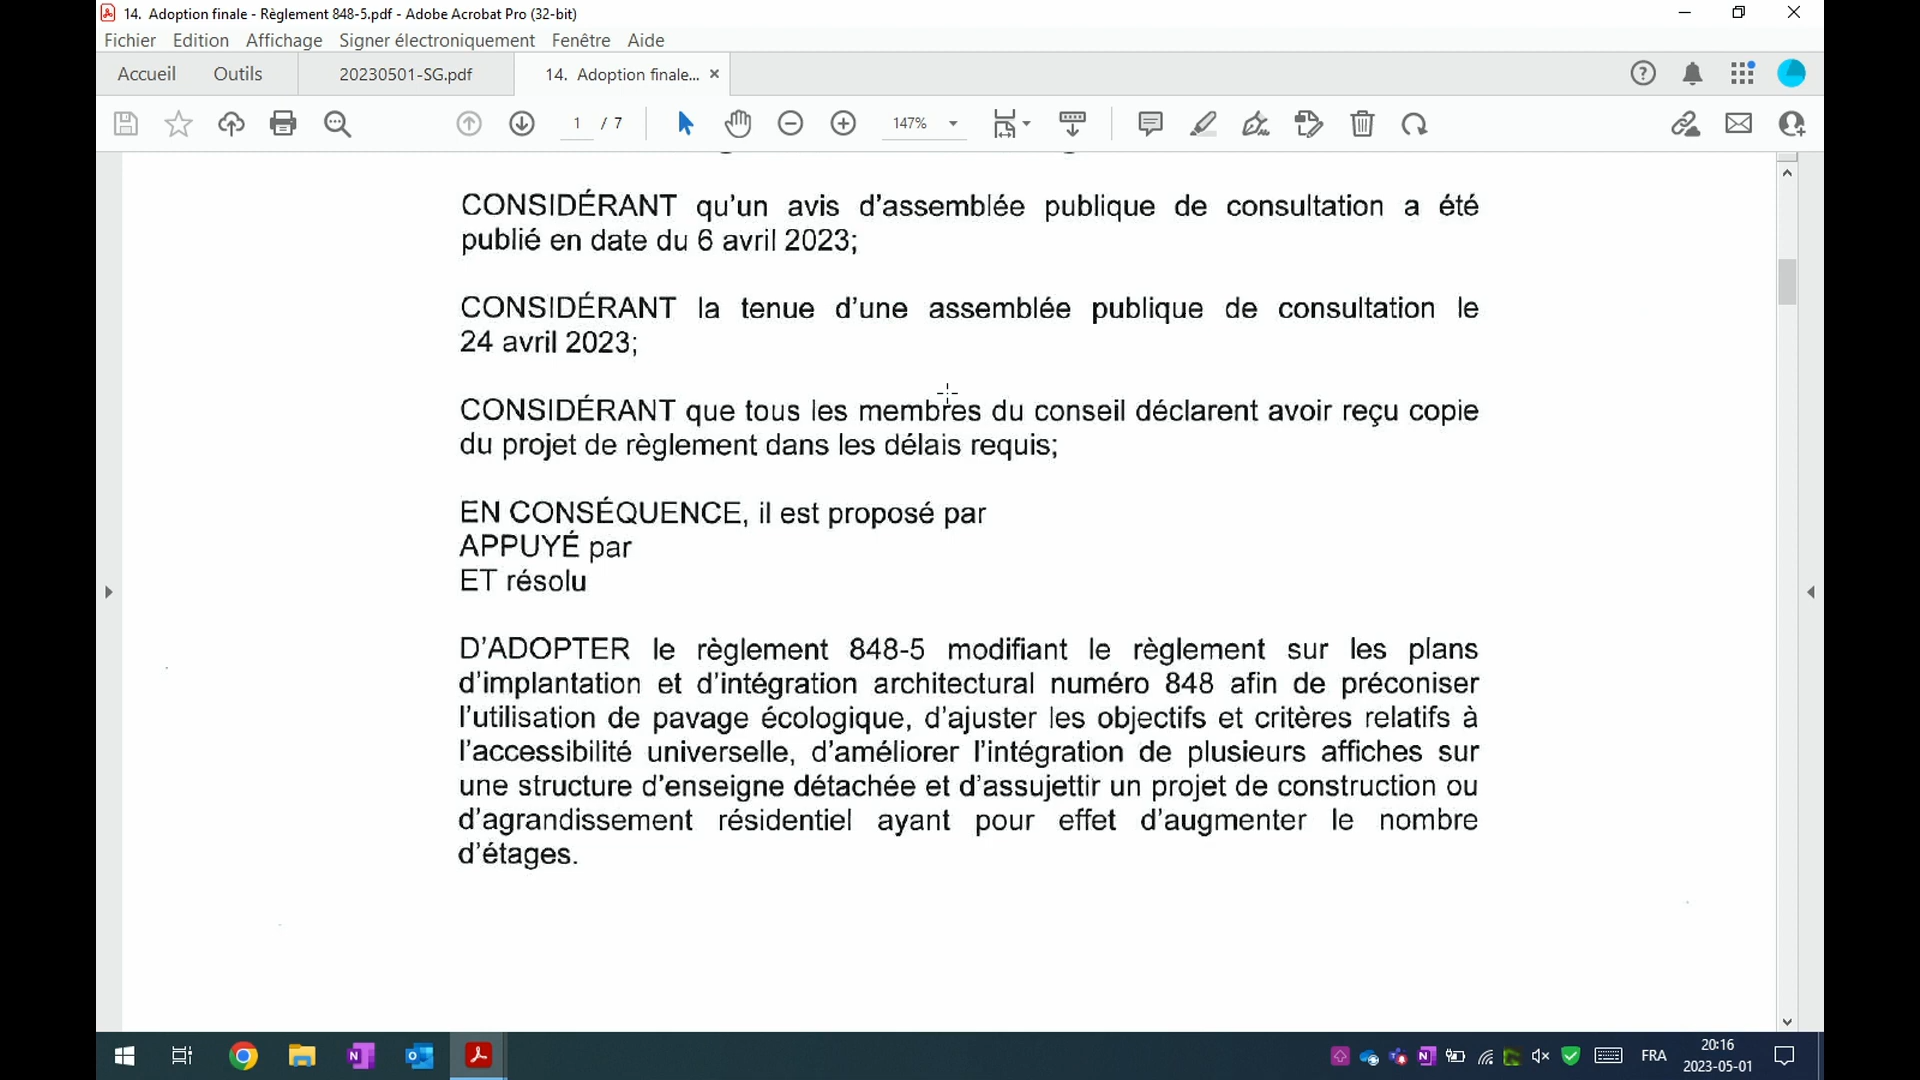 14. Adoption finale - Règlement 848-5.pdf - Adobe Acrobat Pro (32-bit)
Fichier Edition Affichage Signer électroniquement Fenêtre Aide
Accueil Outils 20230501-SG.pdf 14. Adoption finale...
1 / 7 147%
CONSIDÉRANT qu'un avis d'assemblée publique de consultation a été
publié en date du 6 avril 2023;
CONSIDÉRANT la tenue d'une assemblée publique de consultation le
24 avril 2023;
CONSIDÉRANT que tous les membres du conseil déclarent avoir reçu copie
du projet de règlement dans les délais requis;
EN CONSÉQUENCE, il est proposé par
APPUYÉ par
ET résolu
D'ADOPTER le règlement 848-5 modifiant le règlement sur les plans
d'implantation et d'intégration architectural numéro 848 afin de préconiser
l'utilisation de pavage écologique, d'ajuster les objectifs et critères relatifs à
l'accessibilité universelle, d'améliorer l'intégration de plusieurs affiches sur
une structure d'enseigne détachée et d'assujettir un projet de construction ou
d'agrandissement résidentiel ayant pour effet d'augmenter le nombre
d'étages.
FRA
20:16
2023-05-01